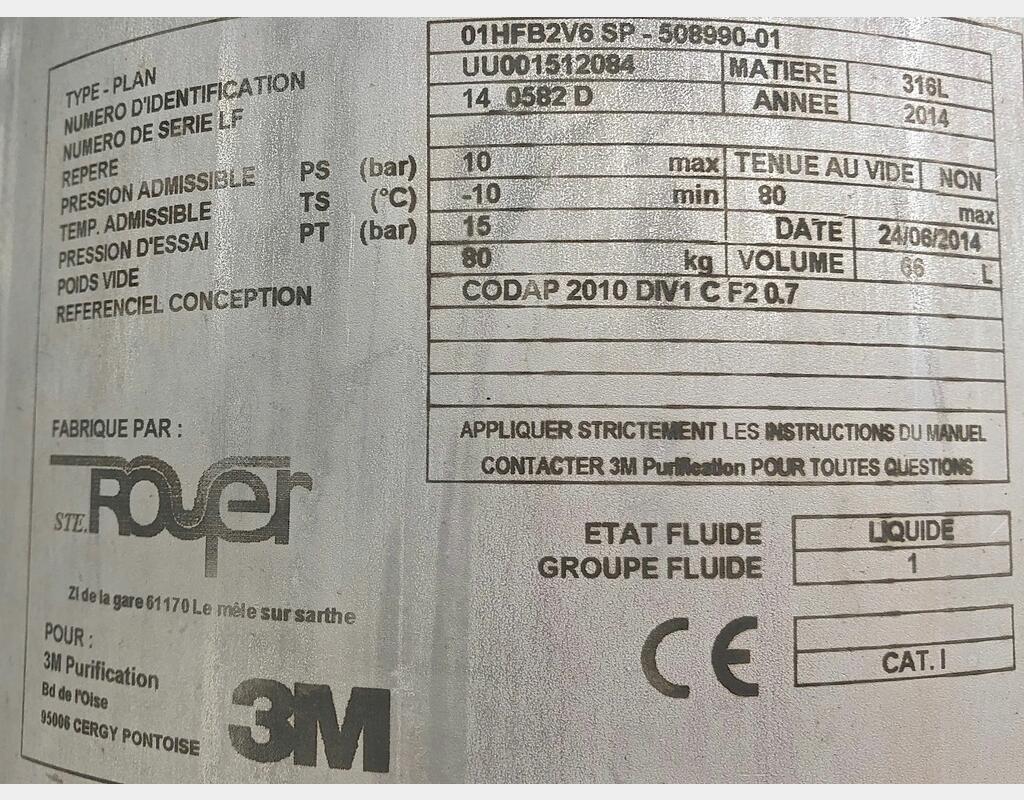 TYPE - PLAN 01HFB2V6 SP - 508990-01
NUMERO D'IDENTIFICATION UU001512084 MATIERE 316L
NUMERO DE SERIE LF 14 0582 D ANNEE 2014
REPERE
PRESSION ADMISSIBLE PS (bar) 10 max TENUE AU VIDE NON
TEMP. ADMISSIBLE TS (°C) -10 min 80 max
PRESSION D'ESSAI PT (bar) 15 DATE 24/06/2014
POIDS VIDE 80 kg VOLUME 66 L
REFERENCIEL CONCEPTION CODAP 2010 DIV1 C F2 0.7
APPLIQUER STRICTEMENT LES INSTRUCTIONS DU MANUEL
CONTACTER 3M Purification POUR TOUTES QUESTIONS
FABRIQUE PAR :
STE. Royer
ZI de la gare 61170 Le mêle sur sarthe
ETAT FLUIDE LIQUIDE
GROUPE FLUIDE 1
CE CAT. I
POUR :
3M Purification
Bd de l'Oise
95006 CERGY PONTOISE
3M